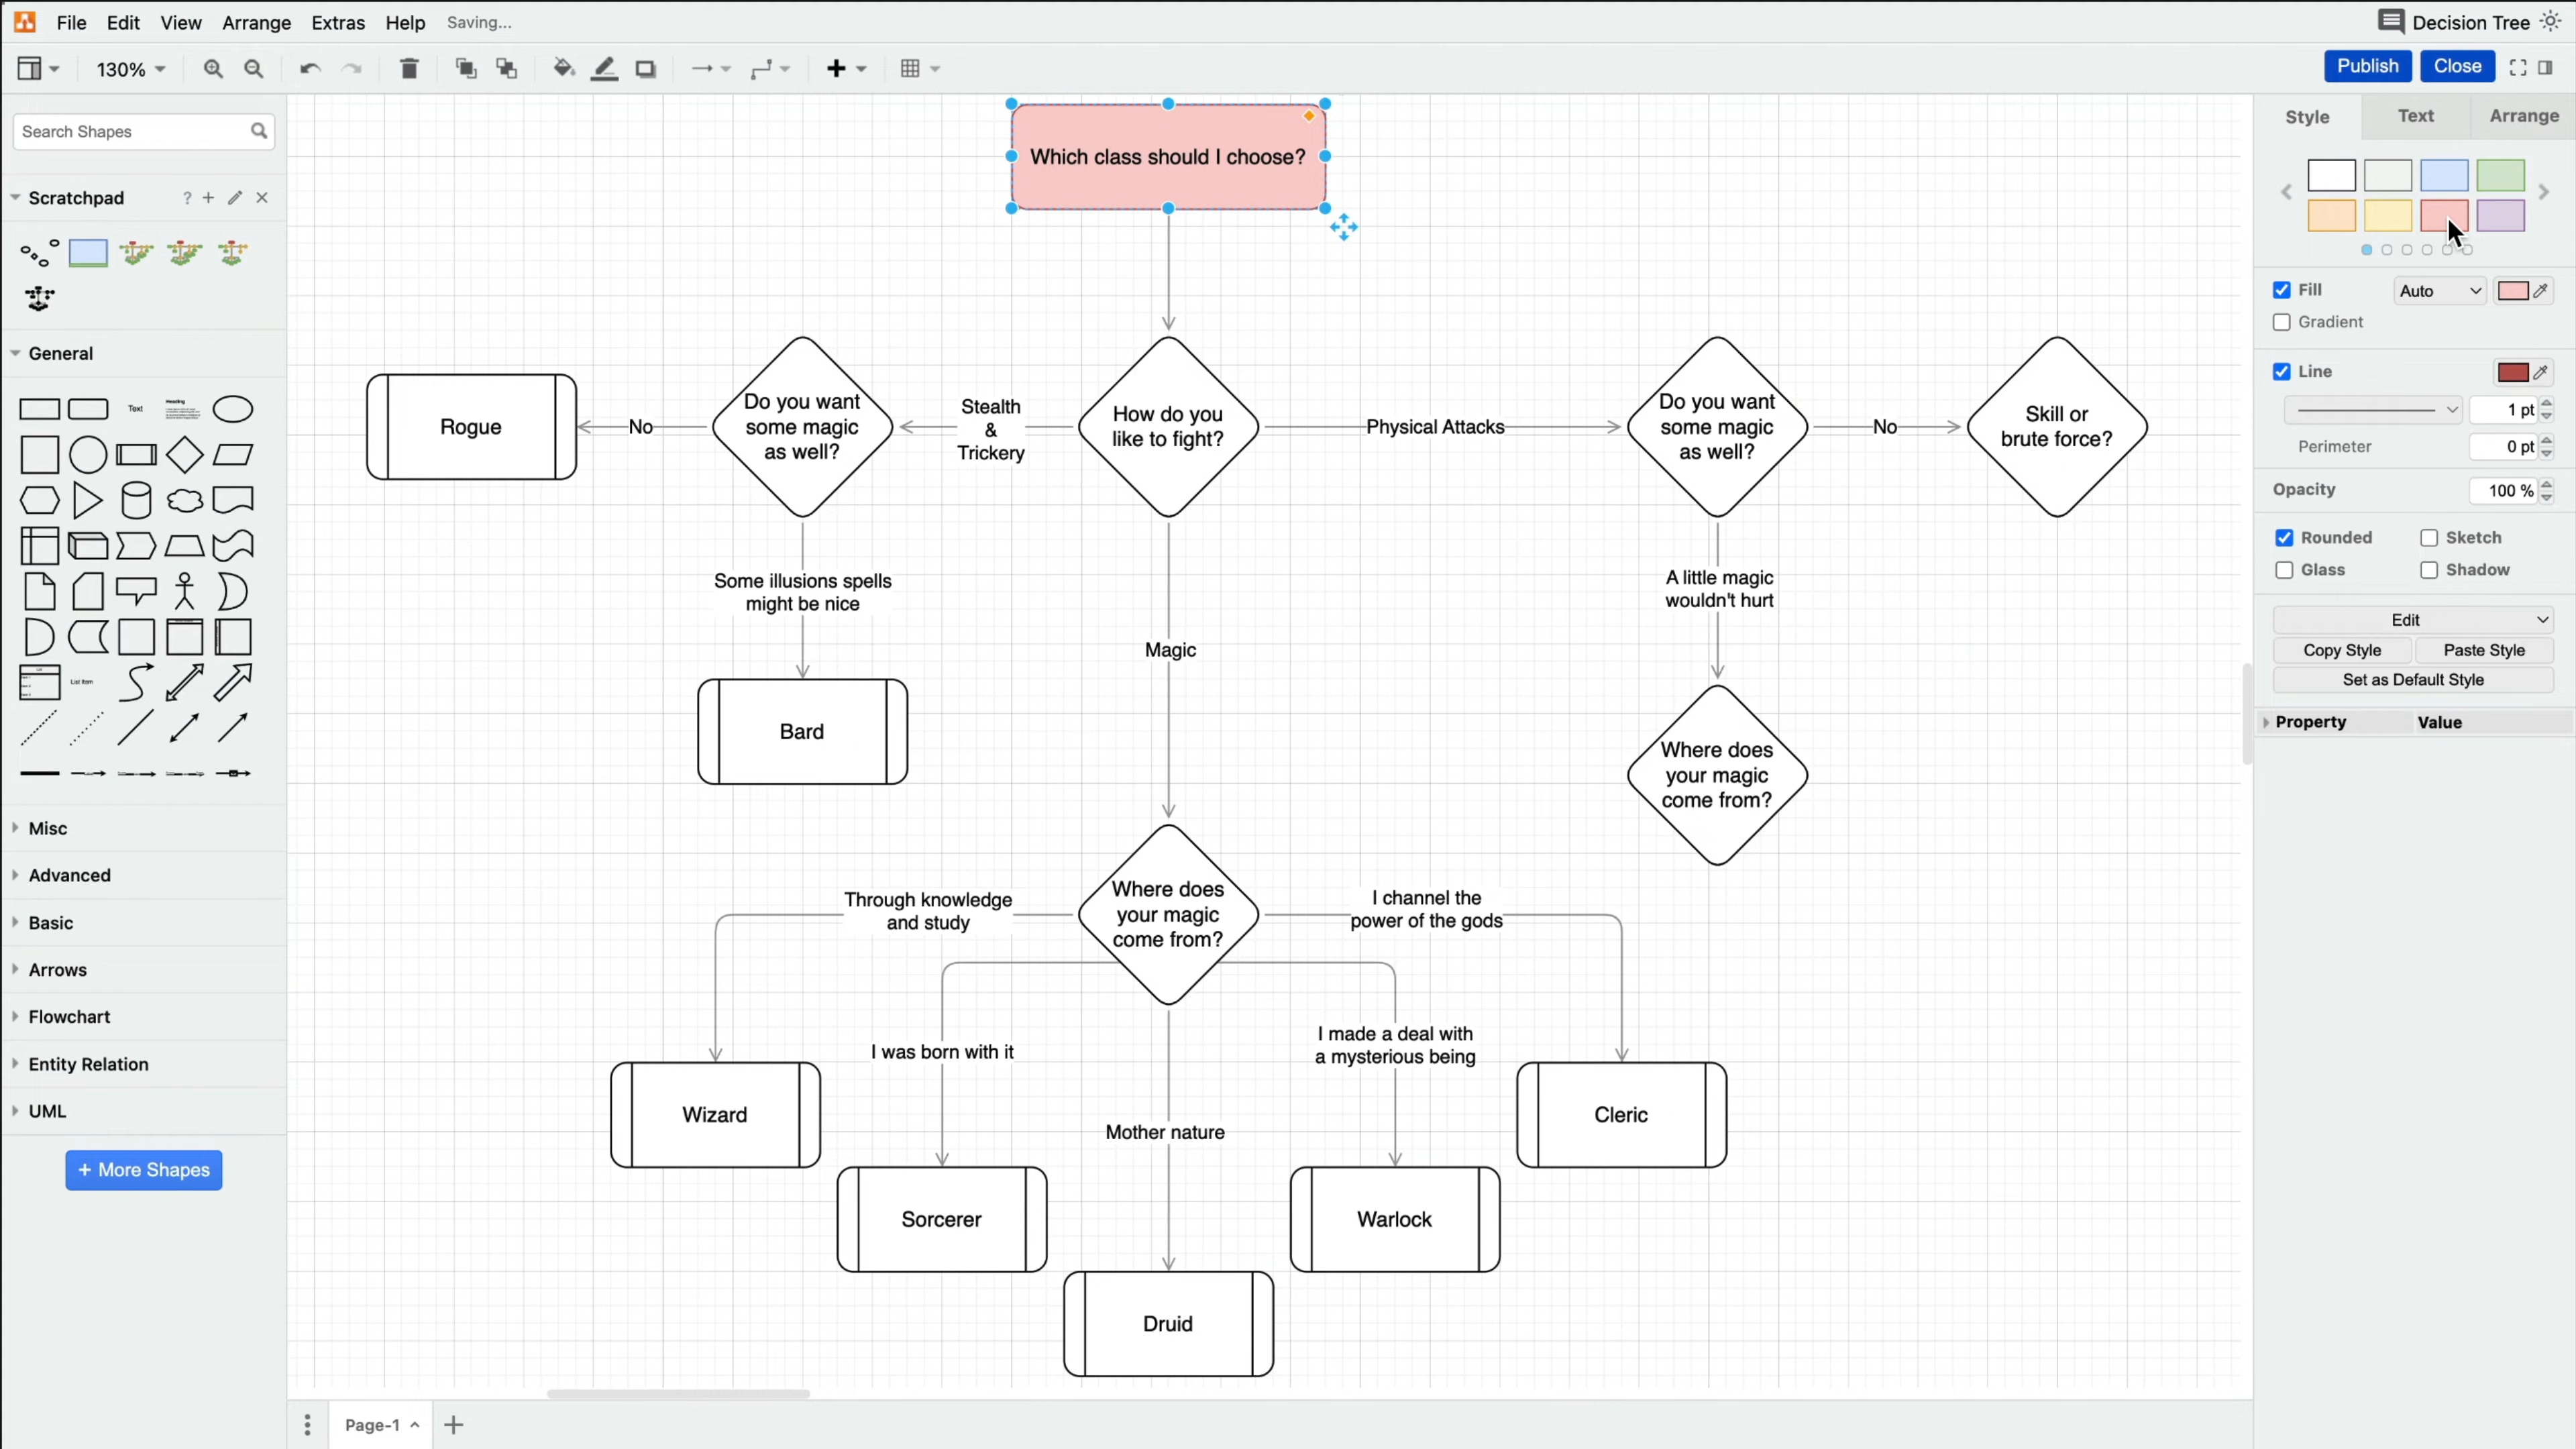 File Edit View Arrange Extras Help Saving...
Decision Tree
130%
Publish Close
Search Shapes
Scratchpad ?
General
Text
Heading
List
List Item
Misc
Advanced
Basic
Arrows
Flowchart
Entity Relation
UML
+ More Shapes
Which class should I choose?
Rogue
No
Do you want
some magic
as well?
Stealth
&
Trickery
How do you
like to fight?
Physical Attacks
Do you want
some magic
as well?
No
Skill or
brute force?
Some illusions spells
might be nice
Magic
A little magic
wouldn't hurt
Bard
Where does
your magic
come from?
Through knowledge
and study
Where does
your magic
come from?
I channel the
power of the gods
I was born with it
I made a deal with
a mysterious being
Wizard
Mother nature
Cleric
Sorcerer
Warlock
Druid
Page-1
Style Text Arrange
Fill Auto
Gradient
Line
1 pt
Perimeter 0 pt
Opacity 100 %
Rounded Sketch
Glass Shadow
Edit
Copy Style Paste Style
Set as Default Style
Property Value